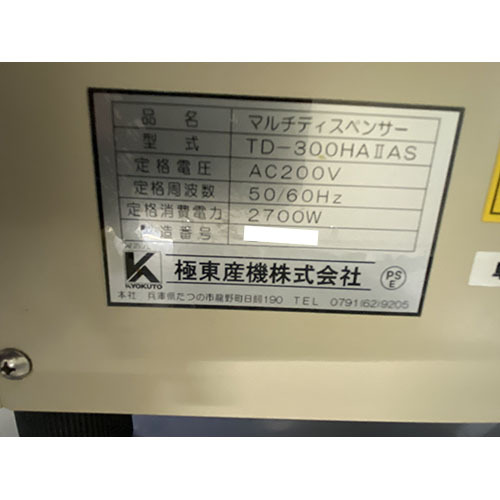 品名 マルチディスペンサー
型式 TD-300HAⅡAS
定格電圧 AC200V
定格周波数 50/60Hz
定格消費電力 2700W
製造番号
KYOKUTO 極東産機株式会社 PSE
本社 兵庫県たつの市龍野町日飼190 TEL 0791(62)9205